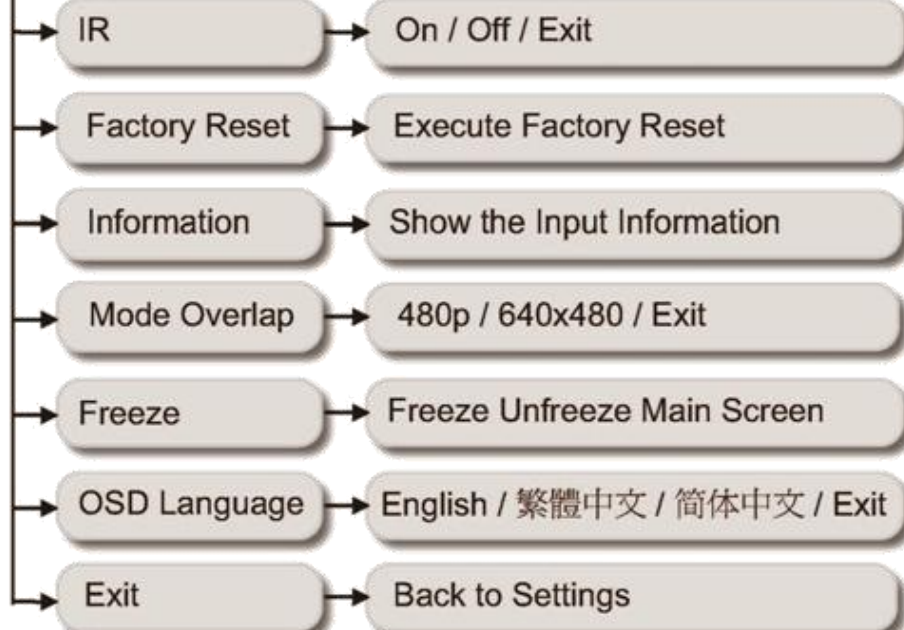 IR On / Off / Exit
Factory Reset Execute Factory Reset
Information Show the Input Information
Mode Overlap 480p / 640x480 / Exit
Freeze Freeze Unfreeze Main Screen
OSD Language English / 繁體中文 / 简体中文 / Exit
Exit Back to Settings